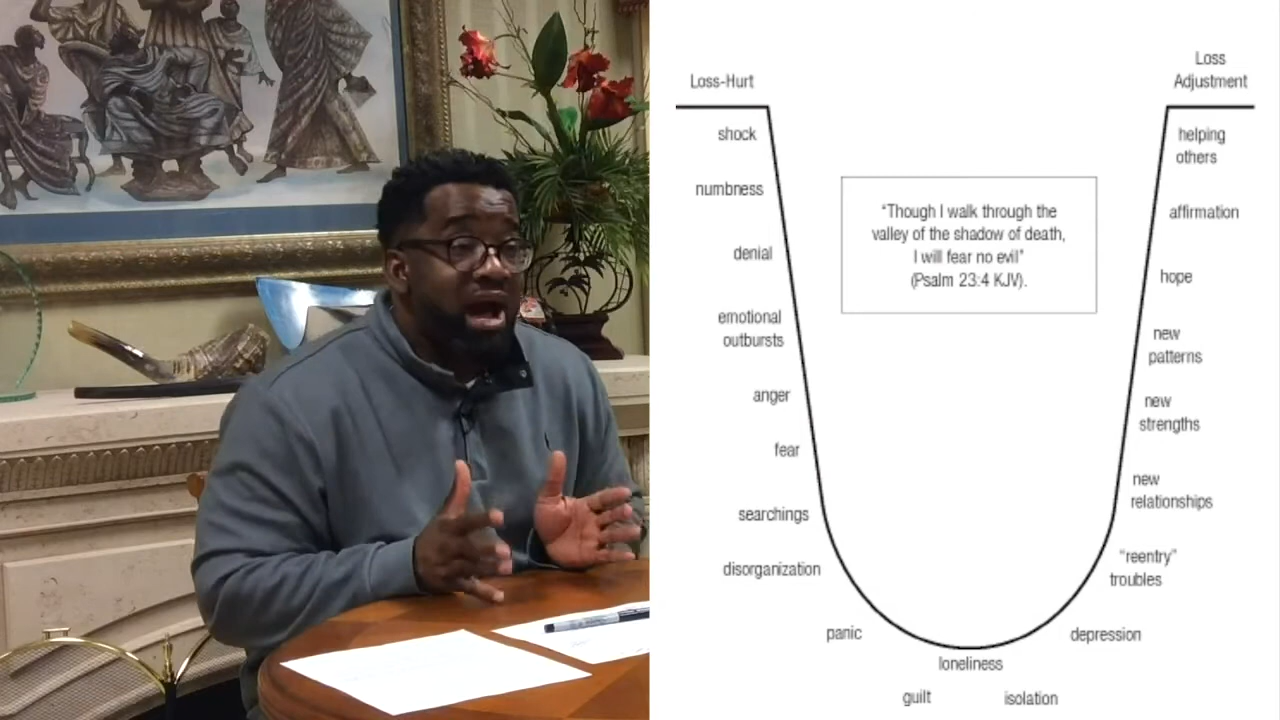 Loss-Hurt
shock
numbness
denial
emotional
outbursts
anger
fear
searchings
disorganization
panic
loneliness
guilt
isolation
depression
"reentry"
troubles
new
relationships
new
strengths
new
patterns
hope
affirmation
helping
others
Loss
Adjustment
"Though I walk through the
valley of the shadow of death,
I will fear no evil"
(Psalm 23:4 KJV).